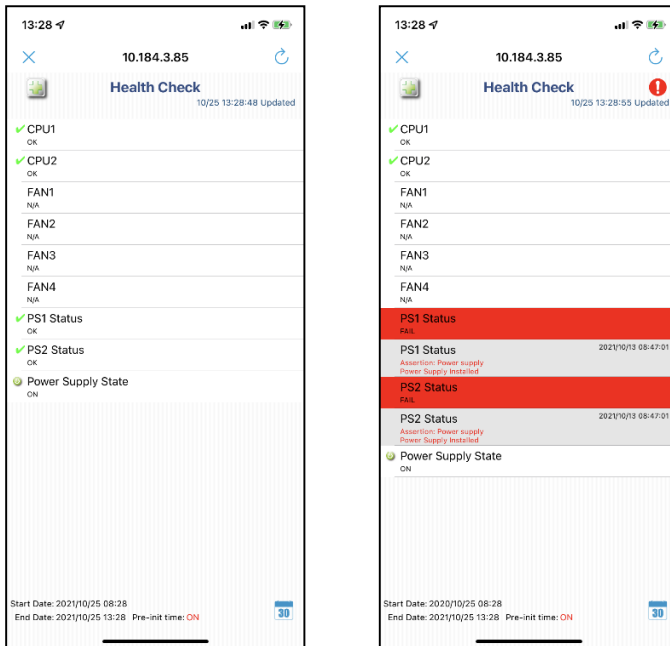 13:28
10.184.3.85
Health Check
10/25 13:28:48 Updated
CPU1
OK
CPU2
OK
FAN1
N/A
FAN2
N/A
FAN3
N/A
FAN4
N/A
PS1 Status
OK
PS2 Status
OK
Power Supply State
ON
Start Date: 2021/10/25 08:28
End Date: 2021/10/25 13:28 Pre-init time: ON
30
13:28
10.184.3.85
Health Check
10/25 13:28:55 Updated
CPU1
OK
CPU2
OK
FAN1
N/A
FAN2
N/A
FAN3
N/A
FAN4
N/A
PS1 Status
FAIL
PS1 Status 2021/10/13 08:47:01
Assertion: Power supply
Power Supply Installed
PS2 Status
FAIL
PS2 Status 2021/10/13 08:47:01
Assertion: Power supply
Power Supply Installed
Power Supply State
ON
Start Date: 2020/10/25 08:28
End Date: 2021/10/25 13:28 Pre-init time: ON
30